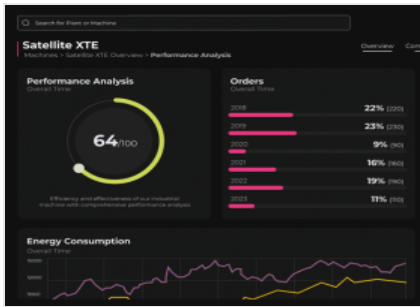 Search for Plant or Machine
Satellite XTE
Machines > Satellite XTE Overview > Performance Analysis
Overview
Performance Analysis
Overall Time
64/100
Efficiency and effectiveness of our industrial
machine with comprehensive performance analysis
Orders
Overall Time
2018 22% (220)
2019 23% (230)
2020 9% (90)
2021 16% (160)
2022 19% (190)
2023 11% (110)
Energy Consumption
Overall Time